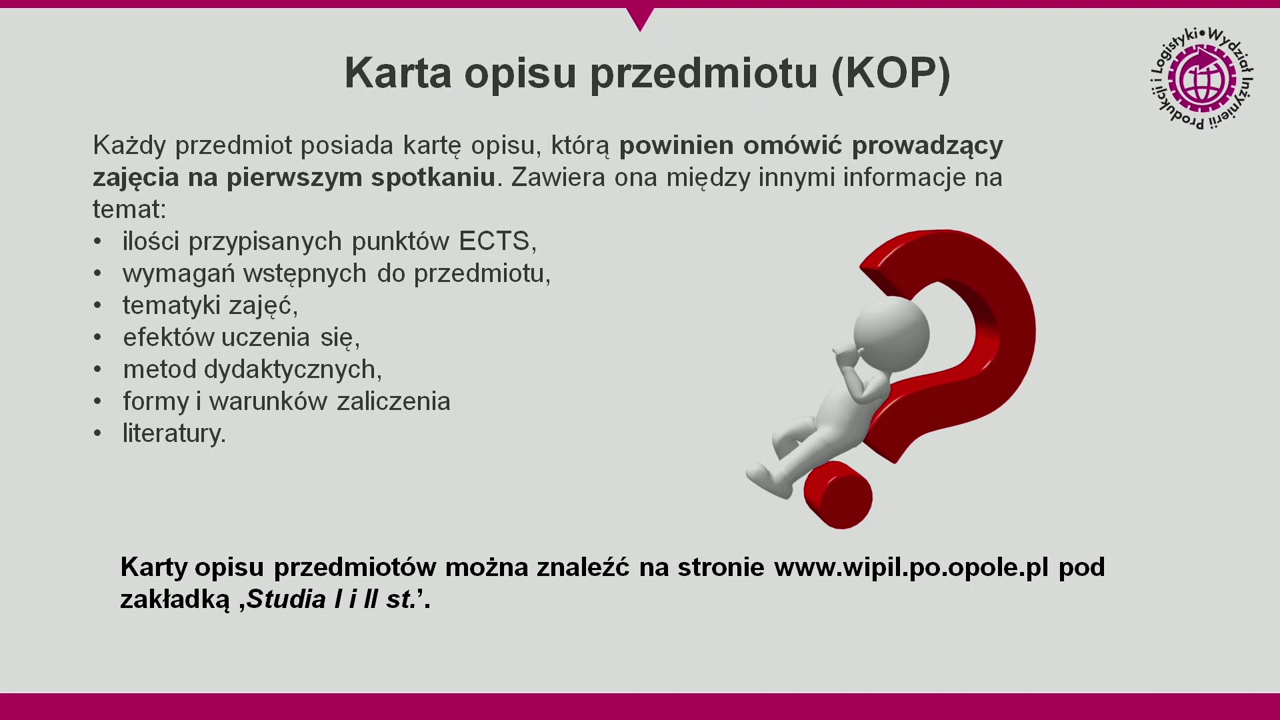 Karta opisu przedmiotu (KOP)
Wydział Inżynierii Produkcji i Logistyki •
Każdy przedmiot posiada kartę opisu, którą powinien omówić prowadzący
zajęcia na pierwszym spotkaniu. Zawiera ona między innymi informacje na
temat:
• ilości przypisanych punktów ECTS,
• wymagań wstępnych do przedmiotu,
• tematyki zajęć,
• efektów uczenia się,
• metod dydaktycznych,
• formy i warunków zaliczenia
• literatury.
Karty opisu przedmiotów można znaleźć na stronie www.wipil.po.opole.pl pod
zakładką ‚Studia I i II st.’.